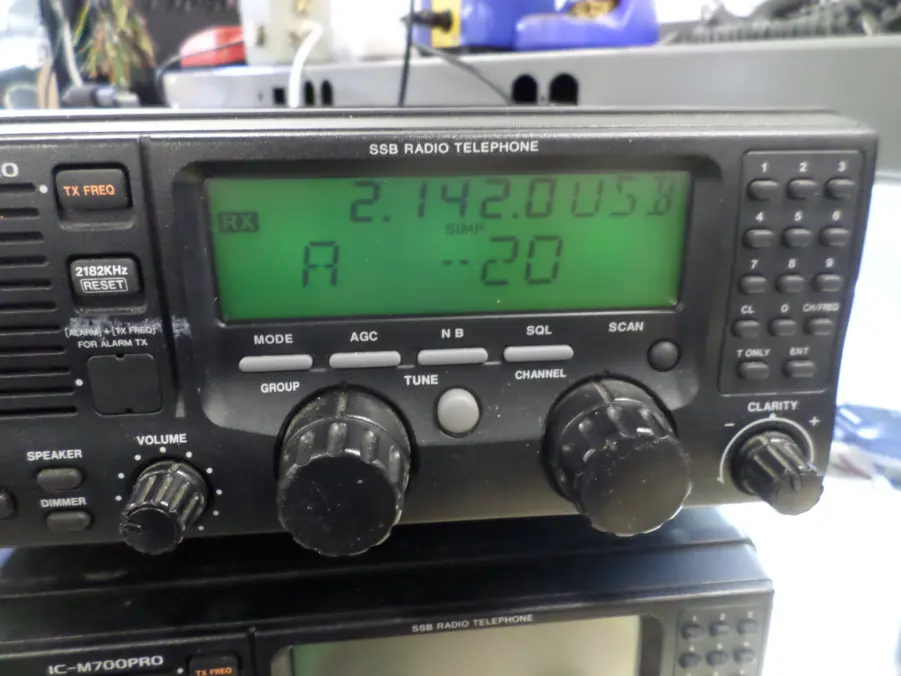 SSB RADIO TELEPHONE
O
TX FREQ
2182KHz
RESET
[ALARM]+[TX FREQ]
FOR ALARM TX
SPEAKER
DIMMER
VOLUME
2.142.0USB
RX
SIMP
A --20
MODE AGC NB SQL SCAN
GROUP TUNE CHANNEL
1 2 3
4 5 6
7 8 9
CL 0 CH/FREQ
T ONLY ENT
CLARITY
- +
SSB RADIO TELEPHONE
IC-M700PRO
TX FREQ